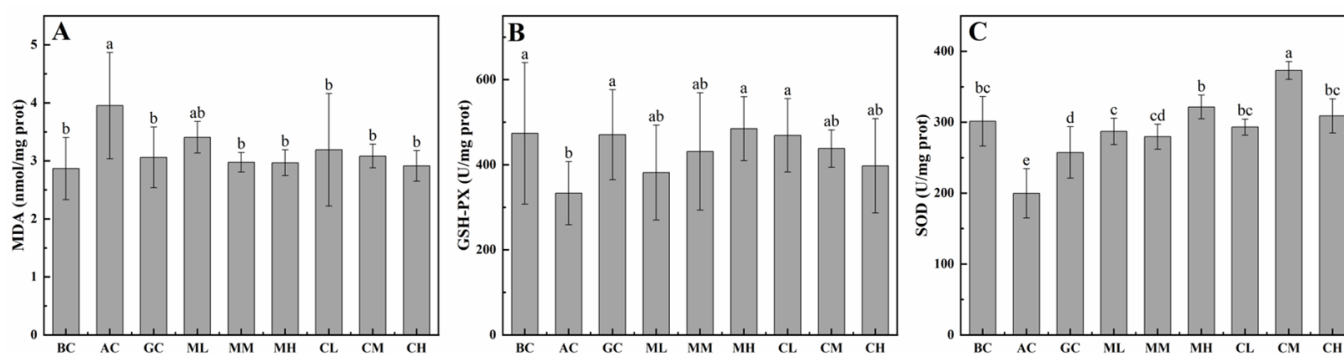 A
MDA (nmol/mg prot)
5
4
3
2
1
0
b
a
b
ab
b
b
b
b
b
BC AC GC ML MM MH CL CM CH
B
GSH-PX (U/mg prot)
600
400
200
0
a
b
a
ab
ab
a
a
ab
ab
BC AC GC ML MM MH CL CM CH
C
SOD (U/mg prot)
400
300
200
100
0
bc
e
d
c
cd
b
bc
a
bc
BC AC GC ML MM MH CL CM CH